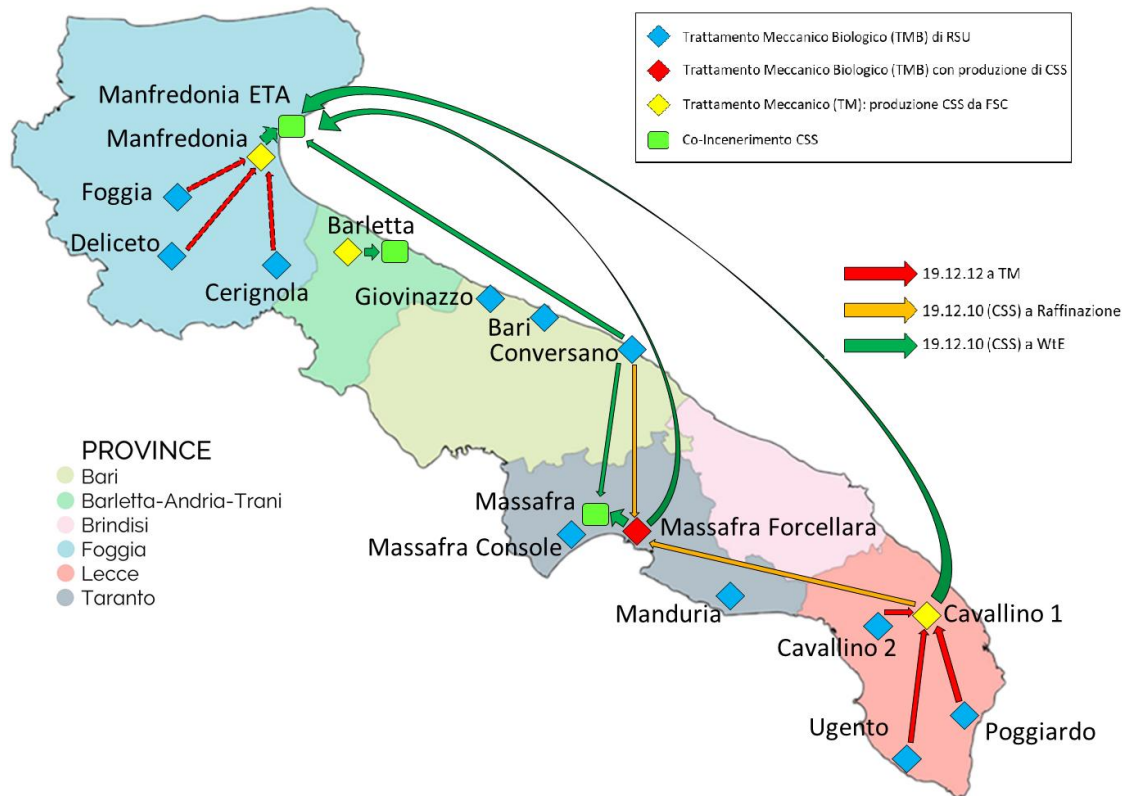 Trattamento Meccanico Biologico (TMB) di RSU
Trattamento Meccanico Biologico (TMB) con produzione di CSS
Trattamento Meccanico (TM): produzione CSS da FSC
Co-Incenerimento CSS
Manfredonia ETA
Manfredonia
Foggia
Deliceto
Cerignola
Barletta
Giovinazzo
Bari
Conversano
19.12.12 a TM
19.12.10 (CSS) a Raffinazione
19.12.10 (CSS) a WtE
PROVINCE
Bari
Barletta-Andria-Trani
Brindisi
Foggia
Lecce
Taranto
Massafra
Massafra Forcellara
Massafra Console
Manduria
Cavallino 1
Cavallino 2
Ugento
Poggiardo